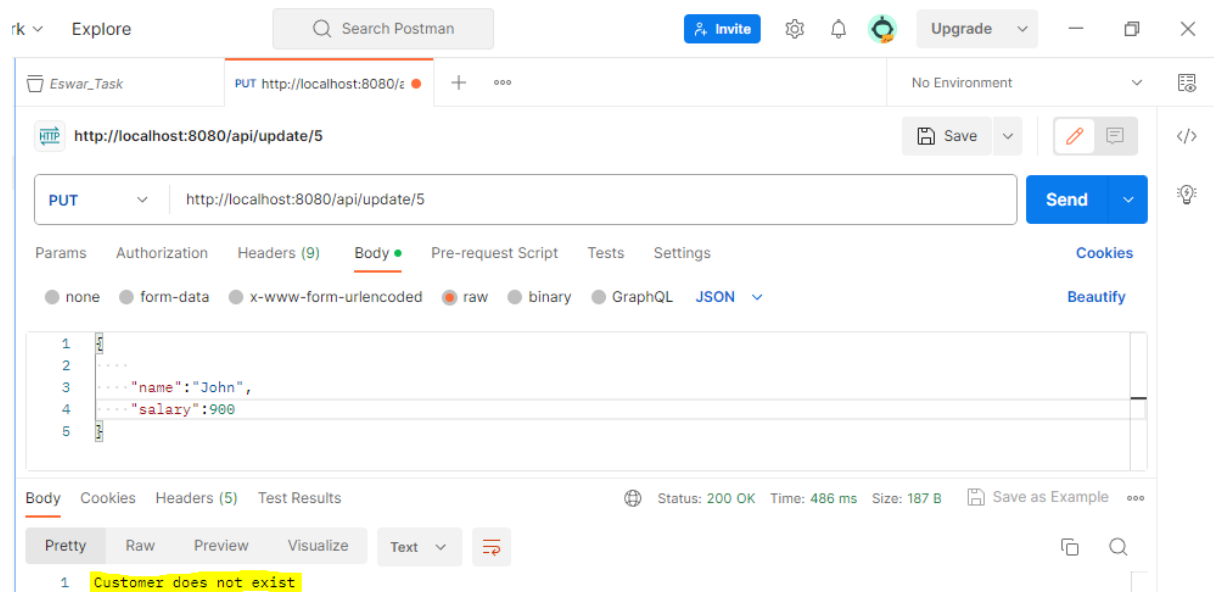 rk Explore Search Postman Invite Upgrade
Eswar_Task PUT http://localhost:8080/a No Environment
HTTP http://localhost:8080/api/update/5 Save
PUT http://localhost:8080/api/update/5 Send
Params Authorization Headers (9) Body Pre-request Script Tests Settings Cookies
none form-data x-www-form-urlencoded raw binary GraphQL JSON Beautify
1 {
2
3 "name":"John",
4 "salary":900
5 }
Body Cookies Headers (5) Test Results Status: 200 OK Time: 486 ms Size: 187 B Save as Example
Pretty Raw Preview Visualize Text
1 Customer does not exist